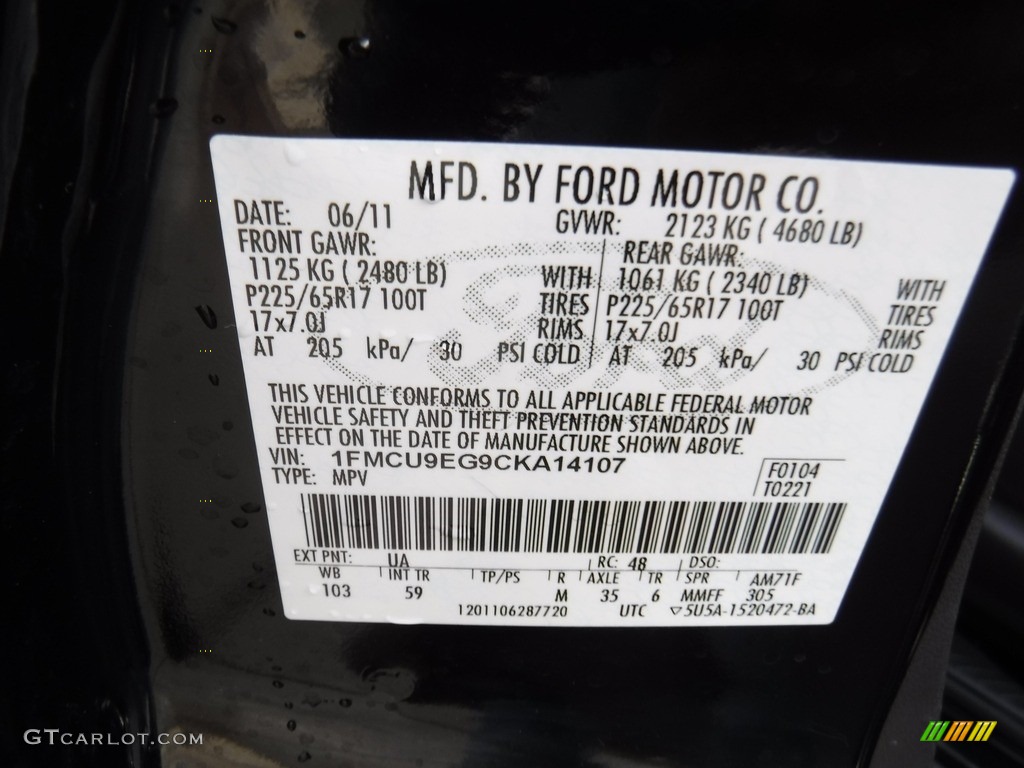 MFD. BY FORD MOTOR CO.
DATE: 06/11 GVWR: 2123 KG ( 4680 LB)
FRONT GAWR: REAR GAWR:
1125 KG ( 2480 LB) WITH 1061 KG ( 2340 LB) WITH
P225/65R17 100T TIRES P225/65R17 100T TIRES
17x7.0J RIMS 17x7.0J RIMS
AT 205 kPa/ 30 PSI COLD AT 205 kPa/ 30 PSI COLD
THIS VEHICLE CONFORMS TO ALL APPLICABLE FEDERAL MOTOR
VEHICLE SAFETY AND THEFT PREVENTION STANDARDS IN
EFFECT ON THE DATE OF MANUFACTURE SHOWN ABOVE.
VIN: 1FMCU9EG9CKA14107
TYPE: MPV
F0104
T0221
EXT PNT: UA RC: 48 DSO:
WB INT TR TP/PS R AXLE TR SPR AM71F
103 59 M 35 6 MMFF 305
1201106287720 UTC ▽5U5A-1520472-BA
Ford
GTCARLOT.COM